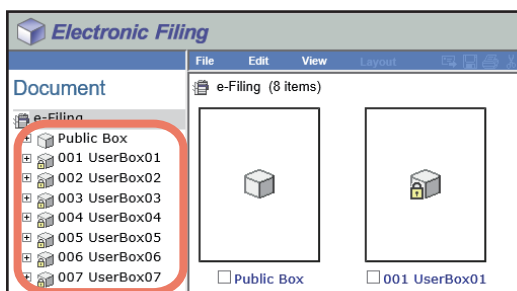 Electronic Filing
File Edit View Layout
Document
e-Filing (8 items)
e-Filing
Public Box
001 UserBox01
002 UserBox02
003 UserBox03
004 UserBox04
005 UserBox05
006 UserBox06
007 UserBox07
Public Box
001 UserBox01